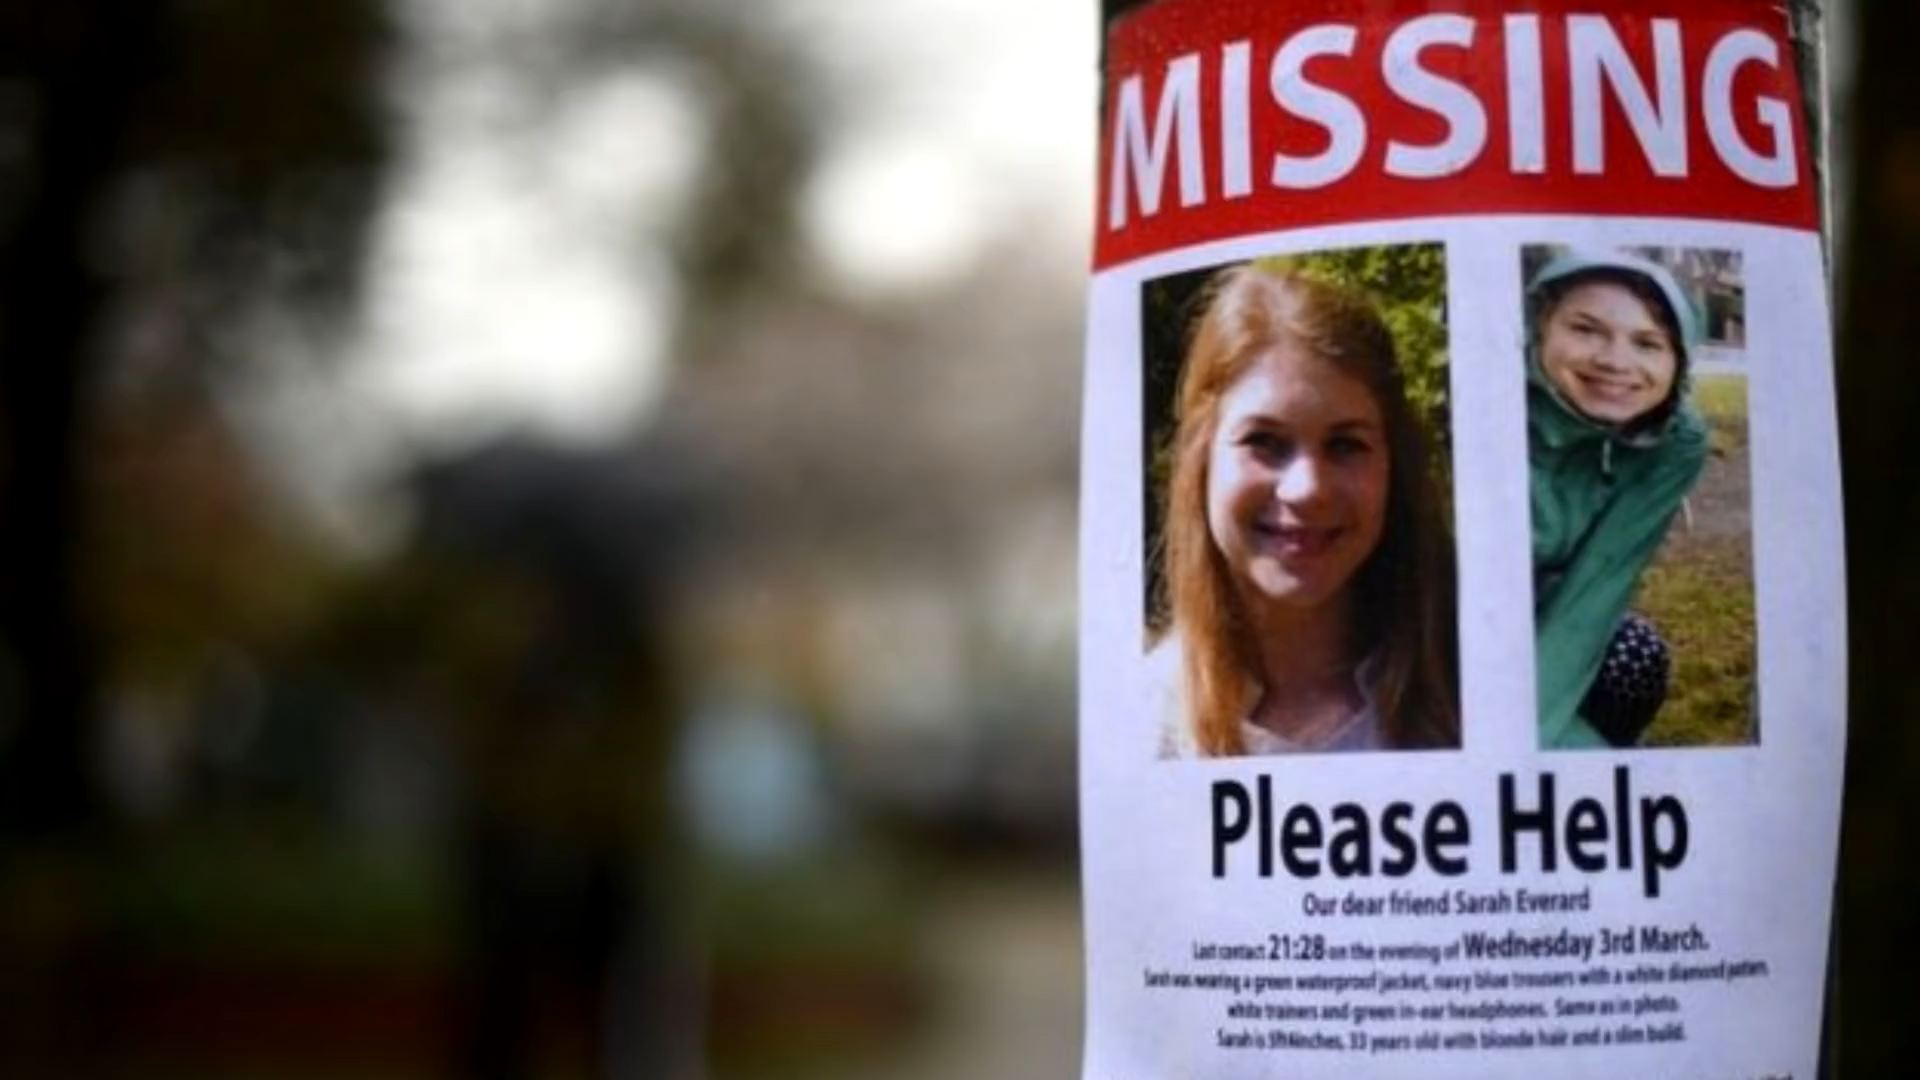 MISSING
Please Help
Our dear friend Sarah Everard
Last contact 21:28 on the evening of Wednesday 3rd March.
Sarah was wearing a green waterproof jacket, navy blue trousers with a white diamond pattern,
white trainers and green in-ear headphones. Same as in photo.
Sarah is 5ft4inches, 33 years old with blonde hair and a slim build.